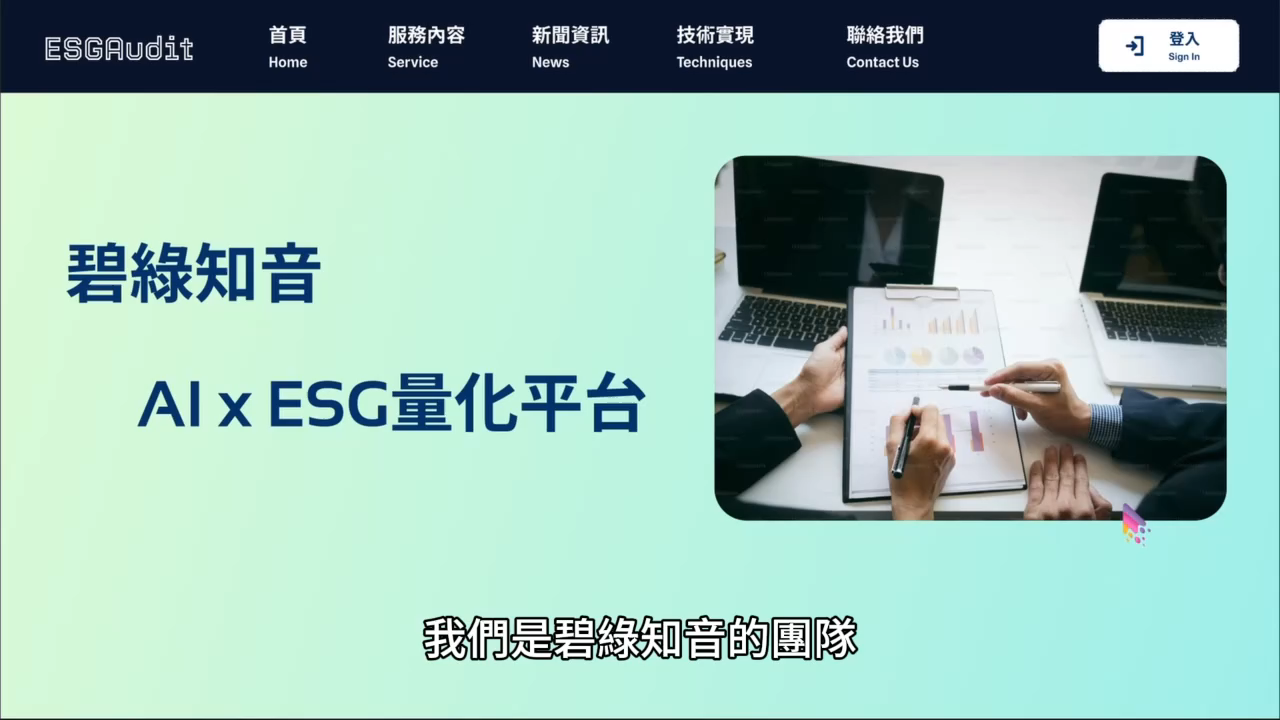 ESGAudit
首頁
Home
服務內容
Service
新聞資訊
News
技術實現
Techniques
聯絡我們
Contact Us
登入
Sign In
碧綠知音
AI x ESG量化平台
我們是碧綠知音的團隊